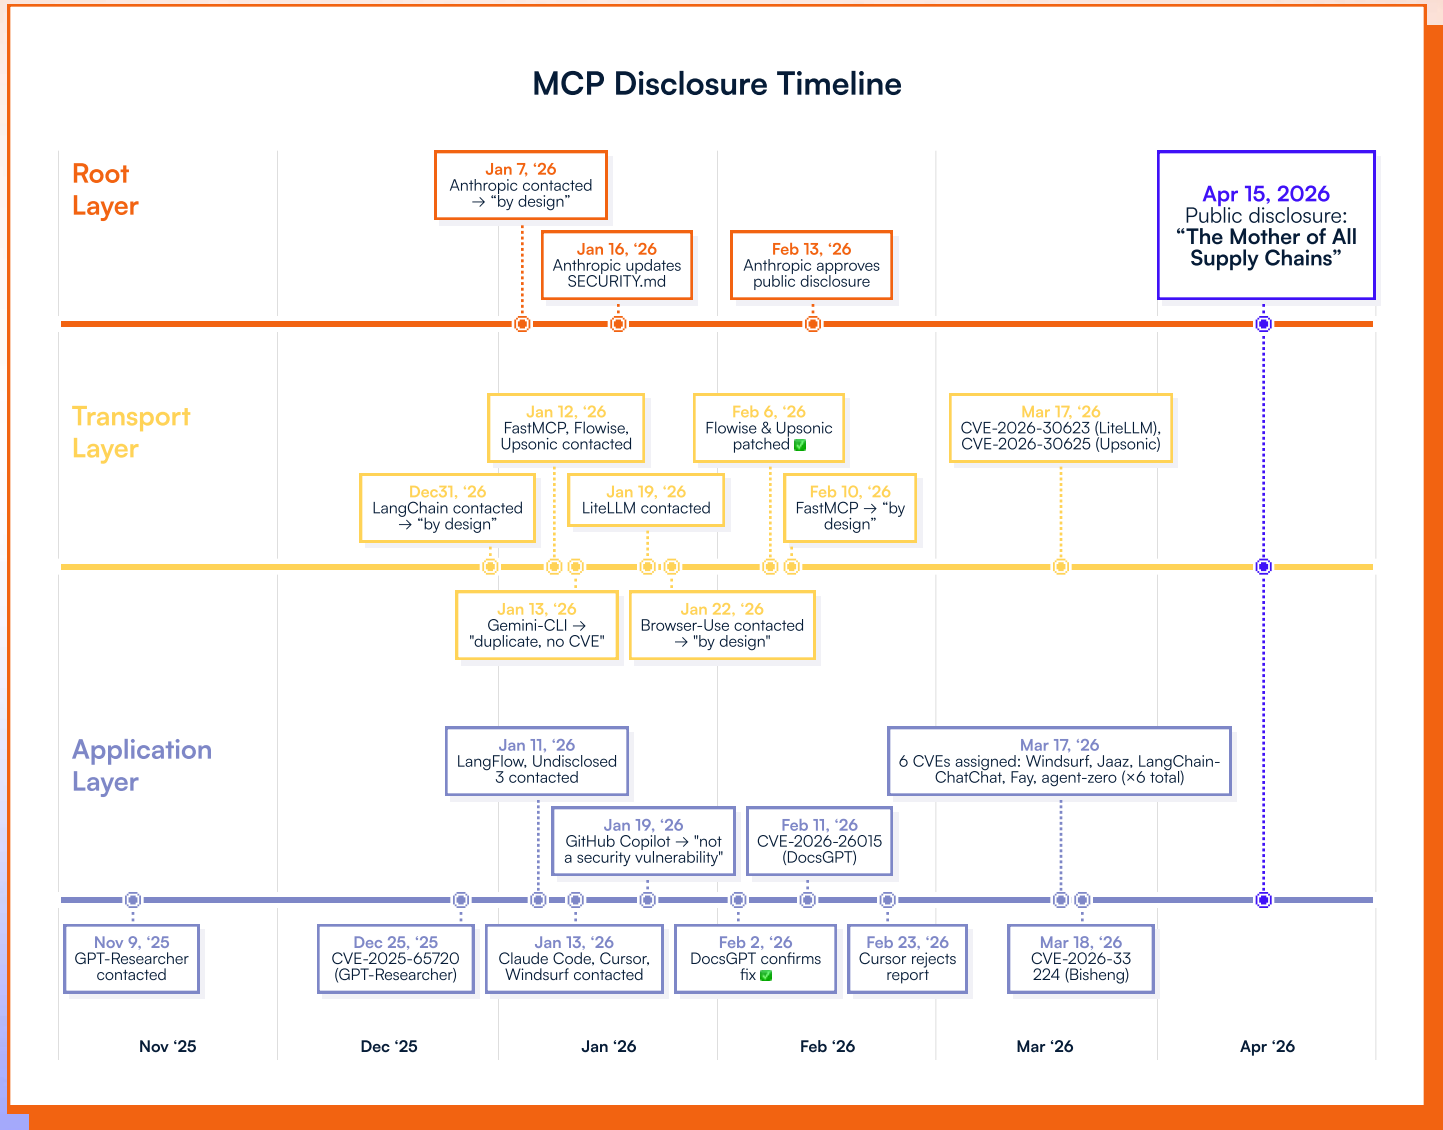 MCP Disclosure Timeline
Root
Layer
Jan 7, ‘26
Anthropic contacted
→ “by design”
Jan 16, ‘26
Anthropic updates
SECURITY.md
Feb 13, ‘26
Anthropic approves
public disclosure
Apr 15, 2026
Public disclosure:
“The Mother of All
Supply Chains”
Transport
Layer
Jan 12, ‘26
FastMCP, Flowise,
Upsonic contacted
Feb 6, ‘26
Flowise & Upsonic
patched ✅
Mar 17, ‘26
CVE-2026-30623 (LiteLLM),
CVE-2026-30625 (Upsonic)
Dec31, ‘26
LangChain contacted
→ “by design”
Jan 19, ‘26
LiteLLM contacted
Feb 10, ‘26
FastMCP → “by
design”
Jan 13, ‘26
Gemini-CLI →
"duplicate, no CVE"
Jan 22, ‘26
Browser-Use contacted
→ "by design"
Application
Layer
Jan 11, ‘26
LangFlow, Undisclosed
3 contacted
Mar 17, ‘26
6 CVEs assigned: Windsurf, Jaaz, LangChain-
ChatChat, Fay, agent-zero (×6 total)
Jan 19, ‘26
GitHub Copilot → "not
a security vulnerability"
Feb 11, ‘26
CVE-2026-26015
(DocsGPT)
Nov 9, ‘25
GPT-Researcher
contacted
Dec 25, ‘25
CVE-2025-65720
(GPT-Researcher)
Jan 13, ‘26
Claude Code, Cursor,
Windsurf contacted
Feb 2, ‘26
DocsGPT confirms
fix ✅
Feb 23, ‘26
Cursor rejects
report
Mar 18, ‘26
CVE-2026-33
224 (Bisheng)
Nov ‘25
Dec ‘25
Jan ‘26
Feb ‘26
Mar ‘26
Apr ‘26